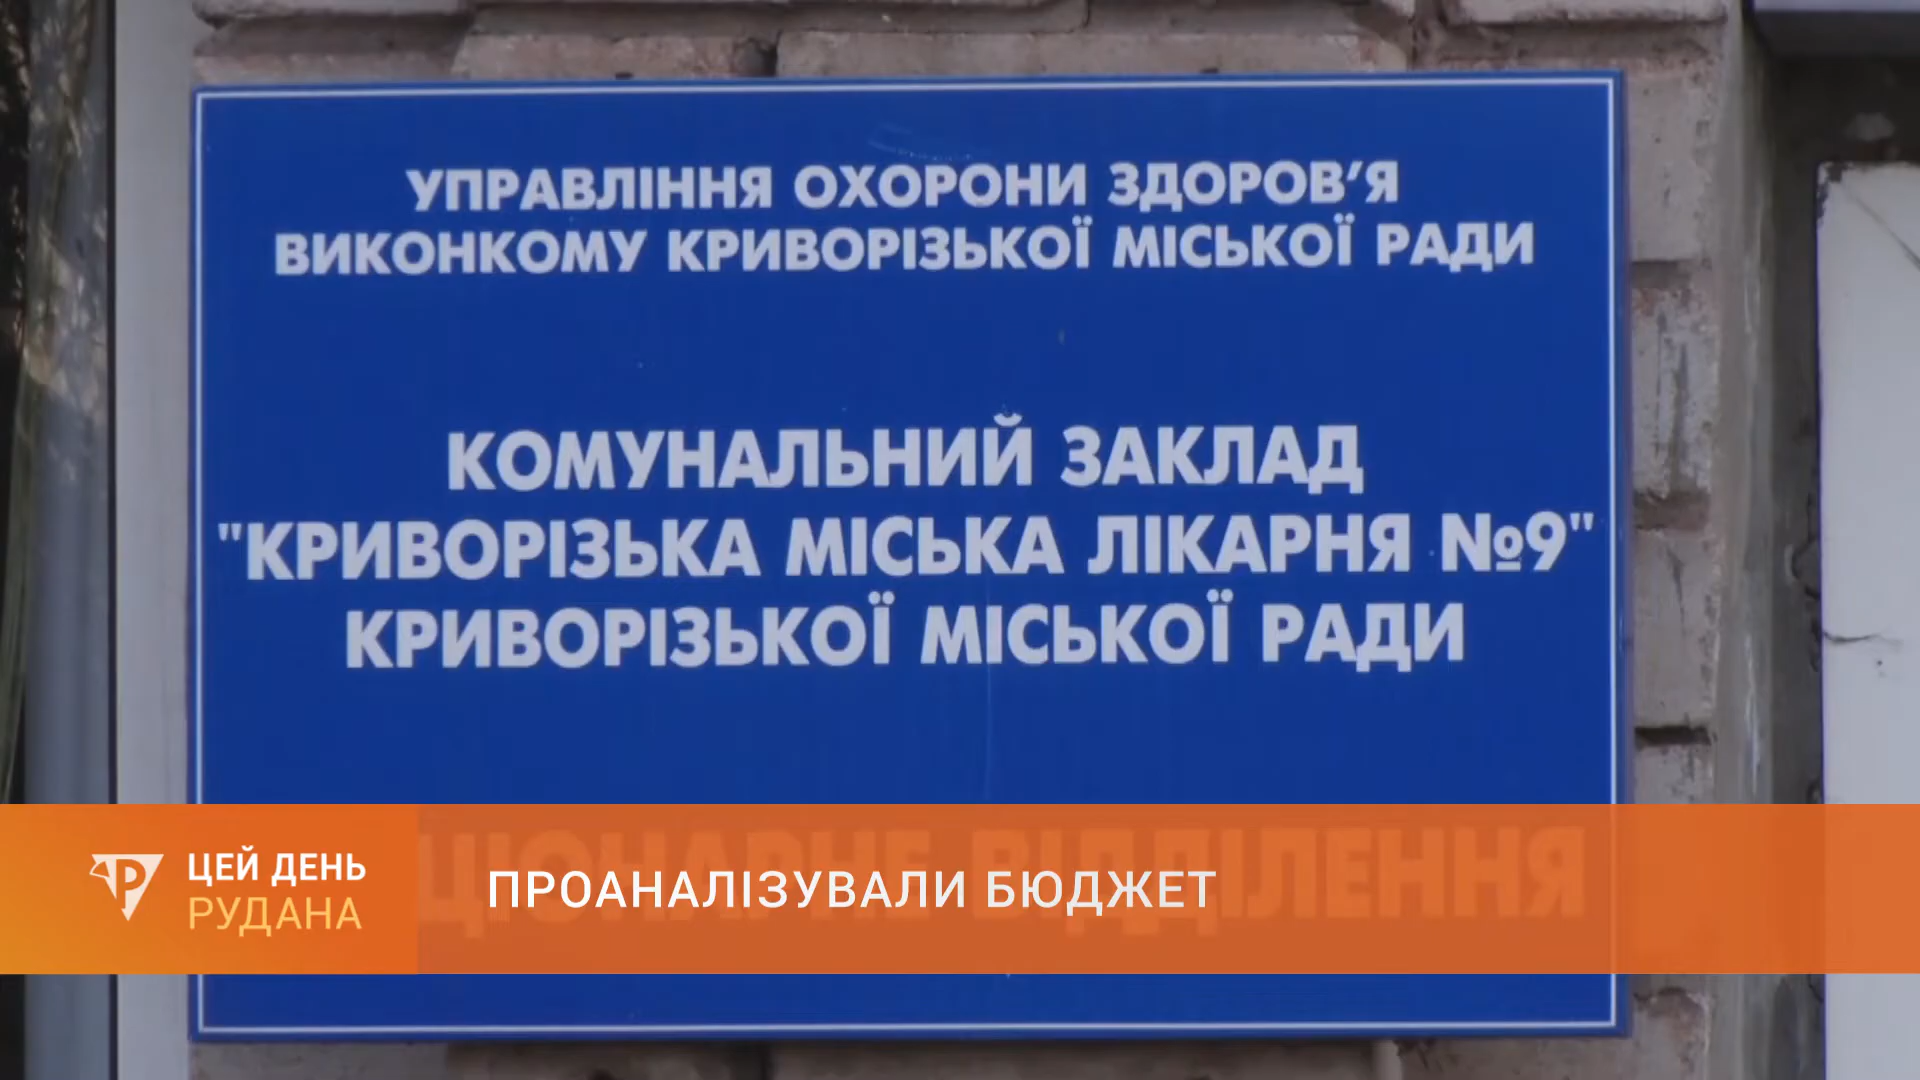 УПРАВЛІННЯ ОХОРОНИ ЗДОРОВ’Я
ВИКОНКОМУ КРИВОРІЗЬКОЇ МІСЬКОЇ РАДИ
КОМУНАЛЬНИЙ ЗАКЛАД
"КРИВОРІЗЬКА МІСЬКА ЛІКАРНЯ №9"
КРИВОРІЗЬКОЇ МІСЬКОЇ РАДИ
ВІДДІЛЕННЯ
ЦЕЙ ДЕНЬ
РУДАНА
ПРОАНАЛІЗУВАЛИ БЮДЖЕТ